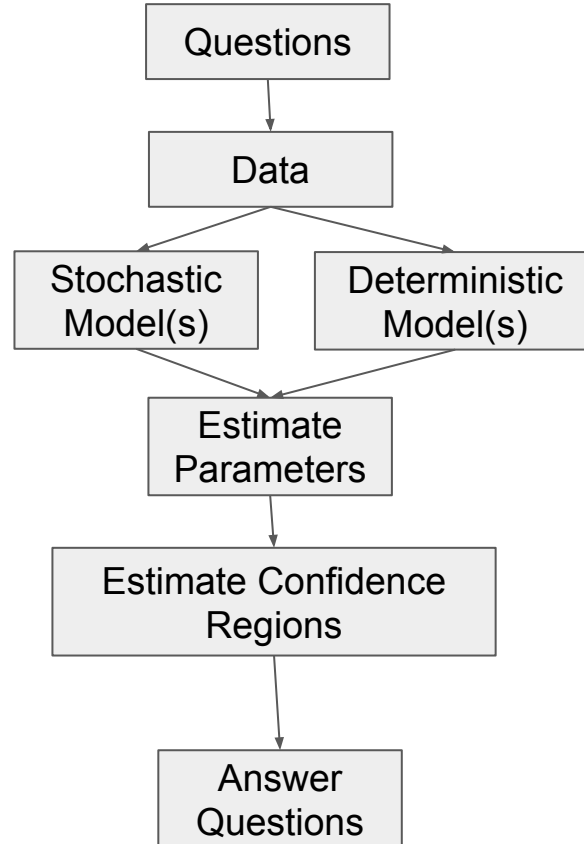 Questions
Data
Stochastic
Model(s)
Deterministic
Model(s)
Estimate
Parameters
Estimate Confidence
Regions
Answer
Questions